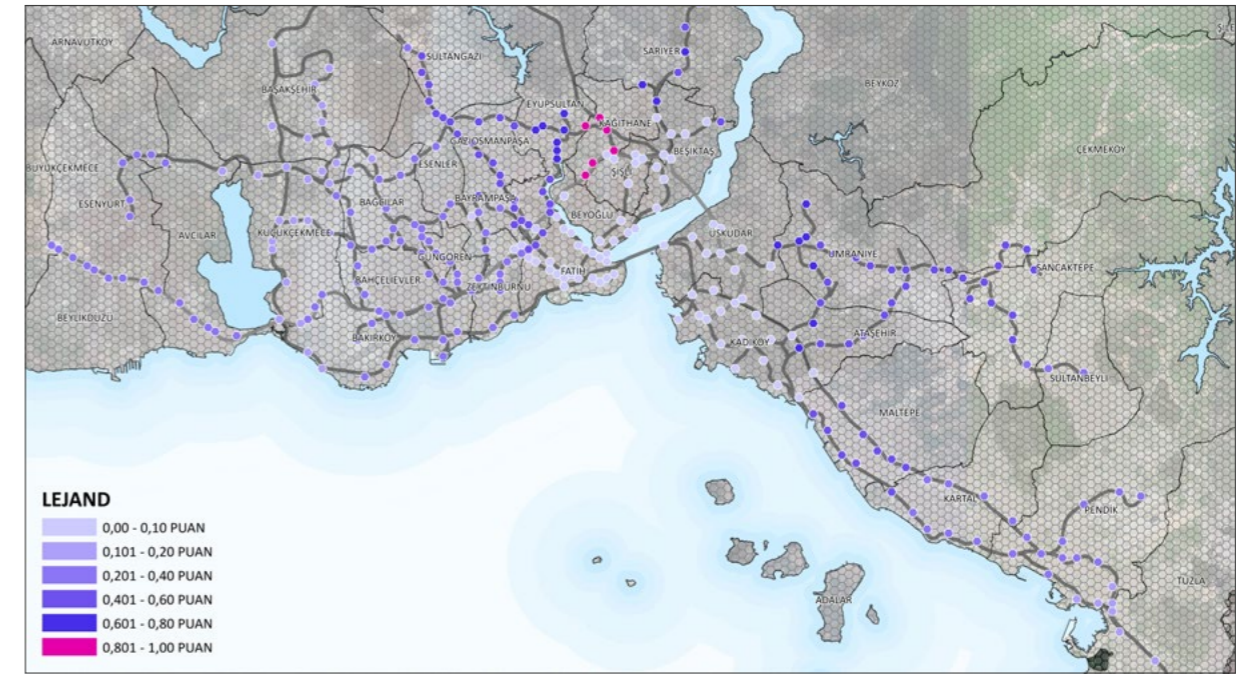 ŞİLE
ARNAVUTKÖY
SULTANGAZİ
SARIYER
BEYKOZ
BAŞAKŞEHİR
EYÜPSULTAN
KAĞITHANE
GAZİOSMANPAŞA
ÇEKMEKÖY
BEŞİKTAŞ
BÜYÜKÇEKMECE
ESENLER
ŞİŞLİ
ESENYURT
BAĞCILAR
BAYRAMPAŞA
BEYOĞLU
AVCILAR
KÜÇÜKÇEKMECE
ÜSKÜDAR
GÜNGÖREN
ÜMRANİYE
FATİH
SANCAKTEPE
BAHÇELİEVLER
ZEYTİNBURNU
BEYLİKDÜZÜ
BAKIRKÖY
KADIKÖY
ATAŞEHİR
SULTANBEYLİ
MALTEPE
KARTAL
PENDİK
TUZLA
ADALAR
LEJAND
0,00 - 0,10 PUAN
0,101 - 0,20 PUAN
0,201 - 0,40 PUAN
0,401 - 0,60 PUAN
0,601 - 0,80 PUAN
0,801 - 1,00 PUAN